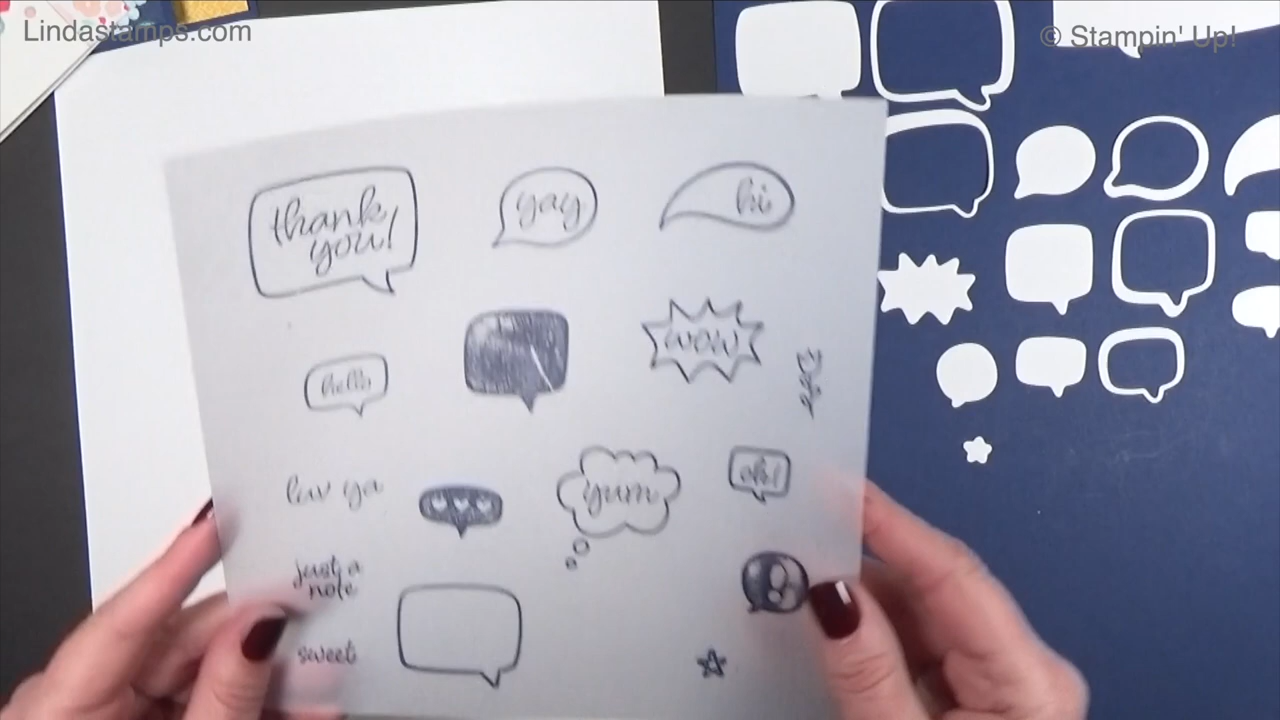 Lindastamps.com
© Stampin' Up!
thank
you!
yay
hi
hello
wow
luv ya
yum
oh!
just a
note
sweet